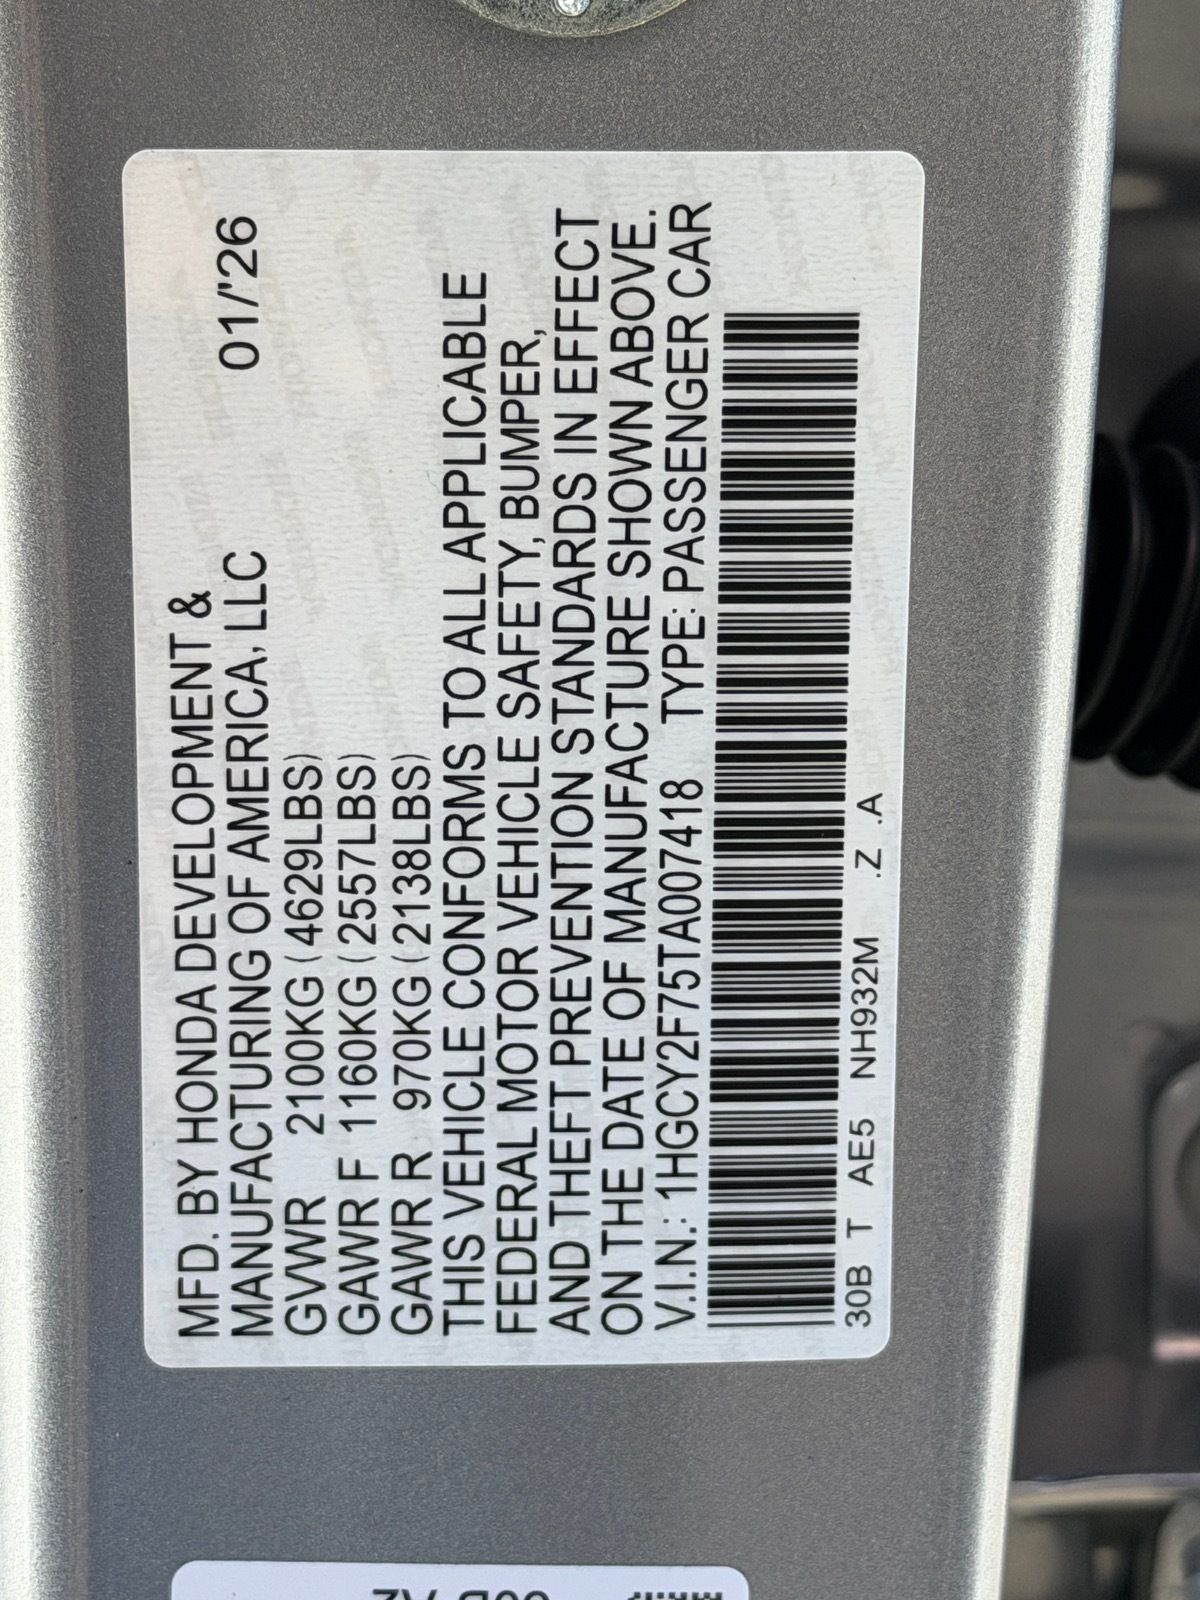 MFD. BY HONDA DEVELOPMENT &
MANUFACTURING OF AMERICA, LLC 01/'26
GVWR 2100KG (4629LBS)
GAWR F 1160KG (2557LBS)
GAWR R 970KG (2138LBS)
THIS VEHICLE CONFORMS TO ALL APPLICABLE
FEDERAL MOTOR VEHICLE SAFETY, BUMPER,
AND THEFT PREVENTION STANDARDS IN EFFECT
ON THE DATE OF MANUFACTURE SHOWN ABOVE.
V.I.N.: 1HGCY2F75TA007418 TYPE: PASSENGER CAR
30B T AE5 NH932M .Z .A